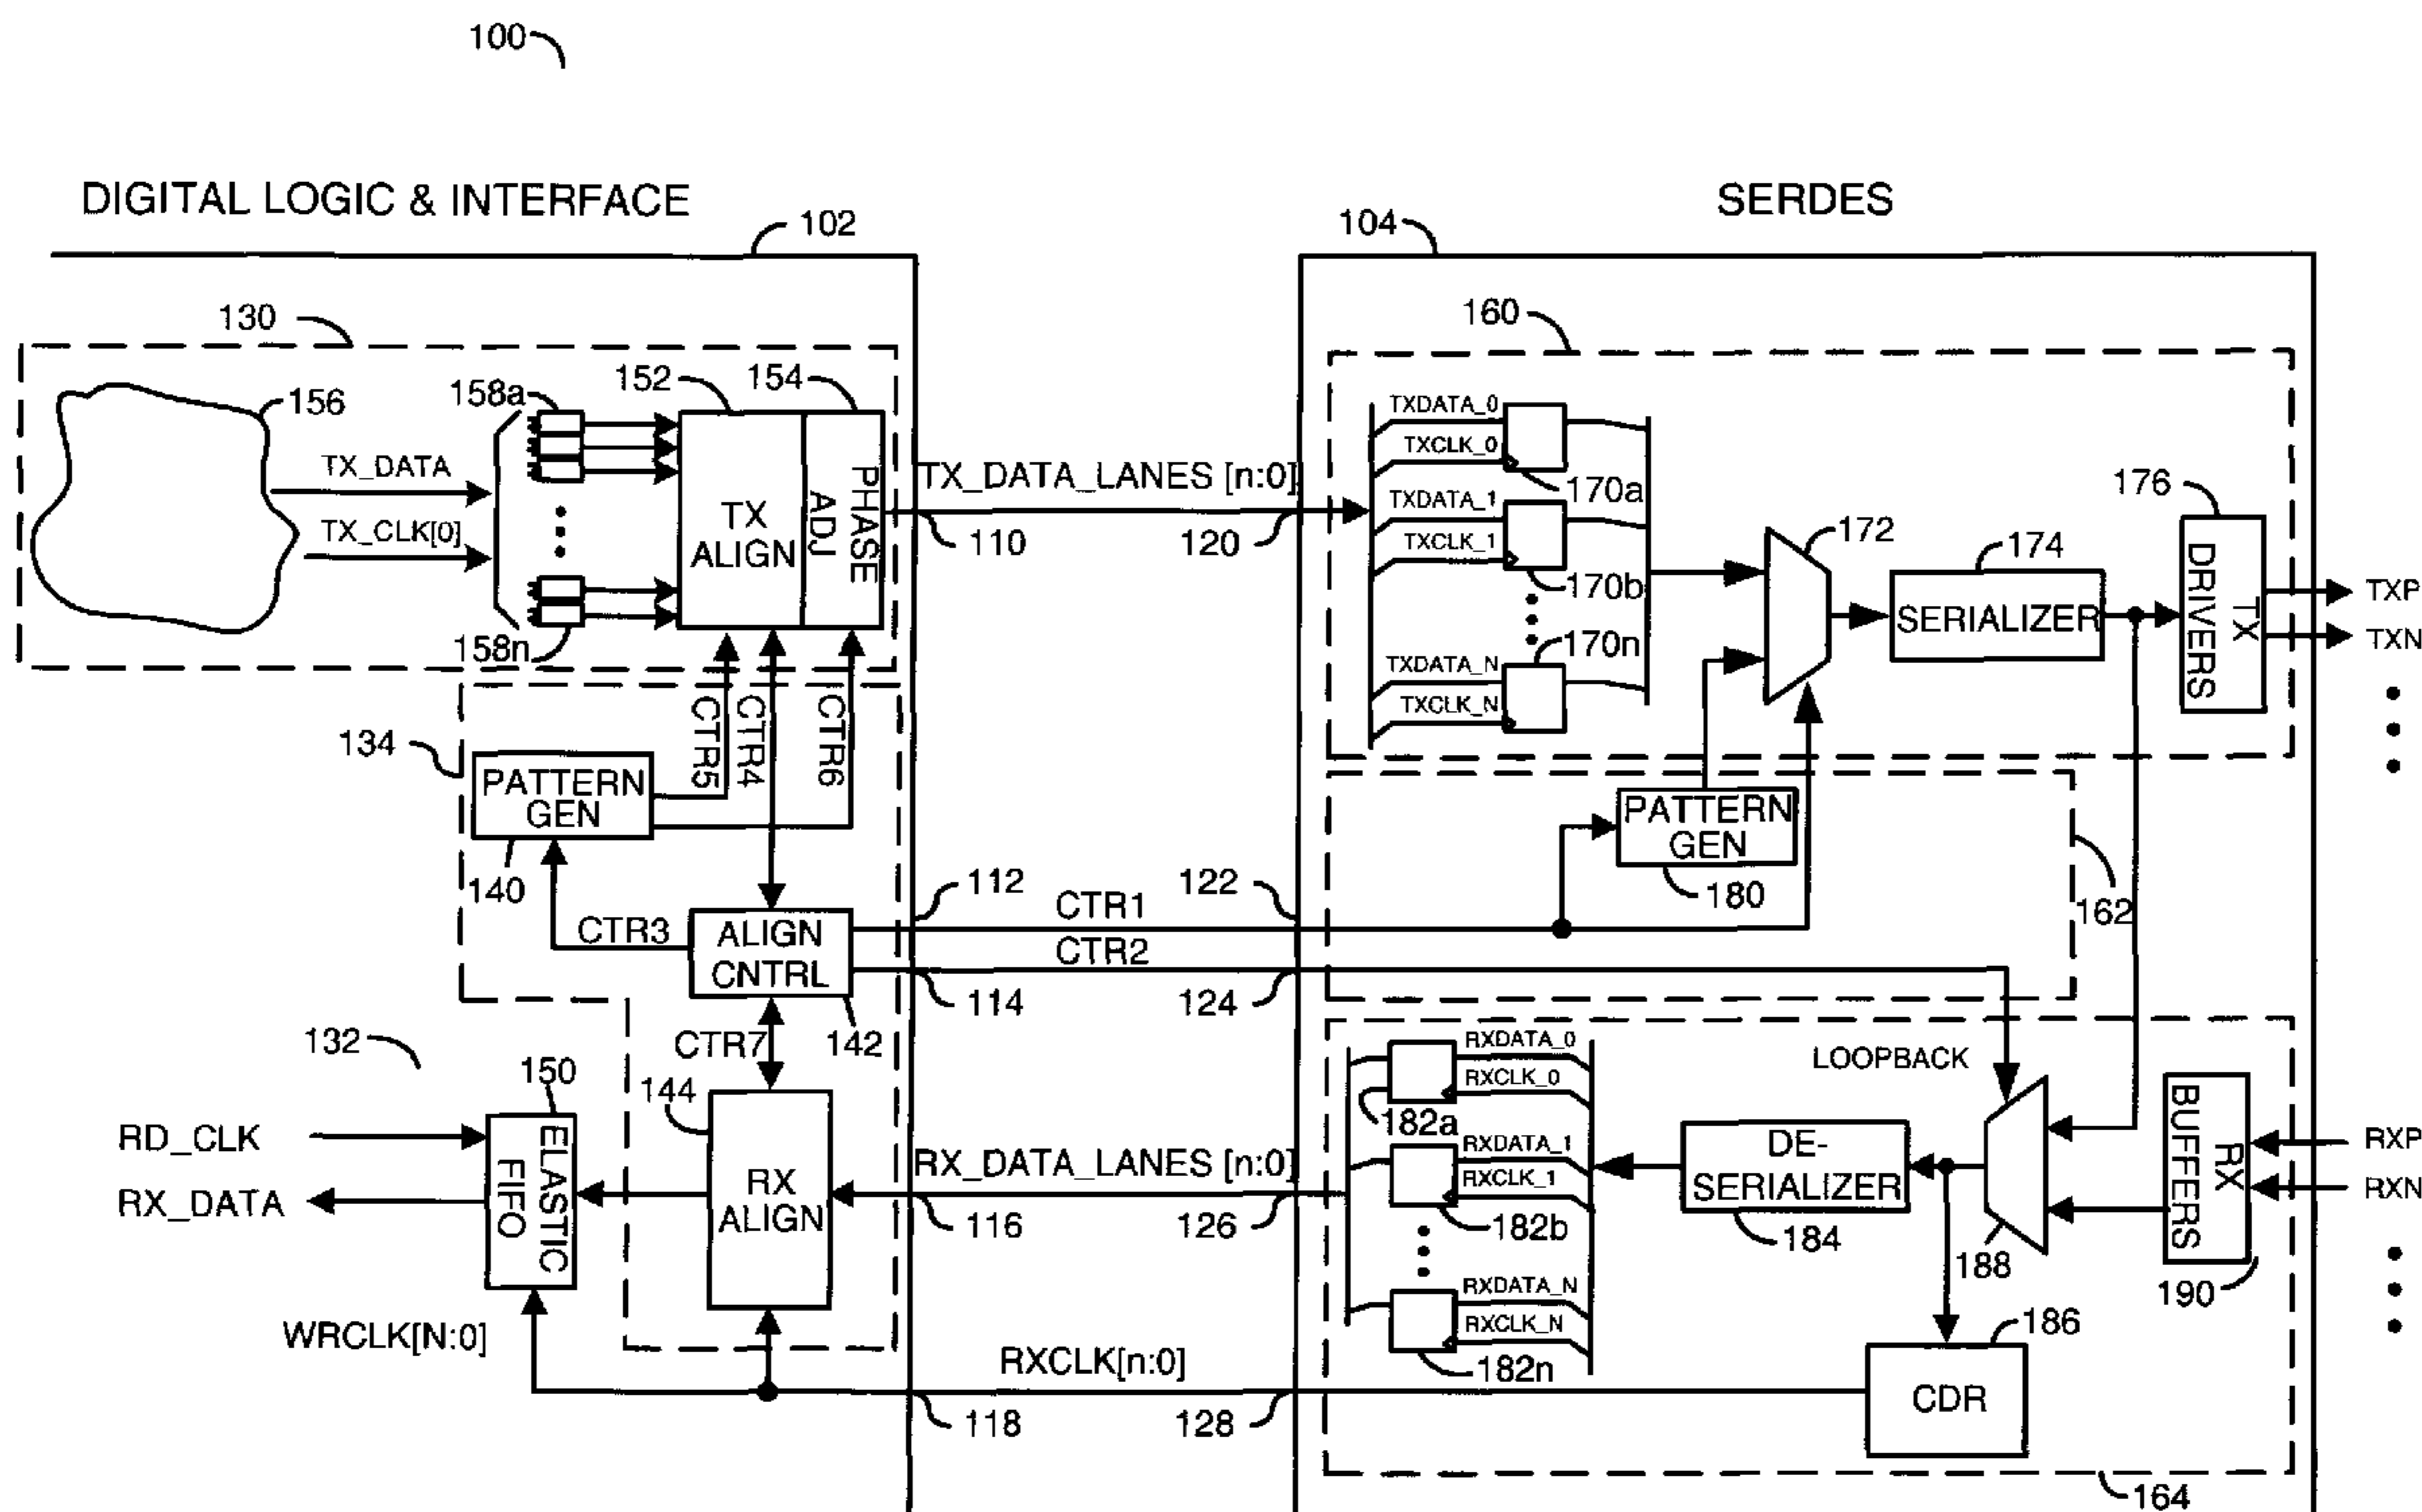 100
DIGITAL LOGIC & INTERFACE
SERDES
102
104
130
160
156
158a
152
154
TX_DATA
TX_CLK[0]
TX
ALIGN
PHASE
ADJ
158n
TX_DATA_LANES [n:0]
110
120
TXDATA_0
TXCLK_0
170a
TXDATA_1
TXCLK_1
170b
170n
TXDATA_N
TXCLK_N
172
174
SERIALIZER
176
TX
DRIVERS
TXP
TXN
134
PATTERN
GEN
140
CTR5
CTR4
CTR6
PATTERN
GEN
180
162
112
122
CTR1
CTR3
ALIGN
CNTRL
CTR2
114
124
142
CTR7
132
150
144
RD_CLK
RX_DATA
ELASTIC
FIFO
RX
ALIGN
RX_DATA_LANES [n:0]
116
126
RXDATA_0
RXCLK_0
182a
RXDATA_1
RXCLK_1
182b
RXDATA_N
RXCLK_N
182n
LOOPBACK
DE-
SERIALIZER
184
188
RX
BUFFERS
190
RXP
RXN
WRCLK[N:0]
RXCLK[n:0]
118
128
186
CDR
164